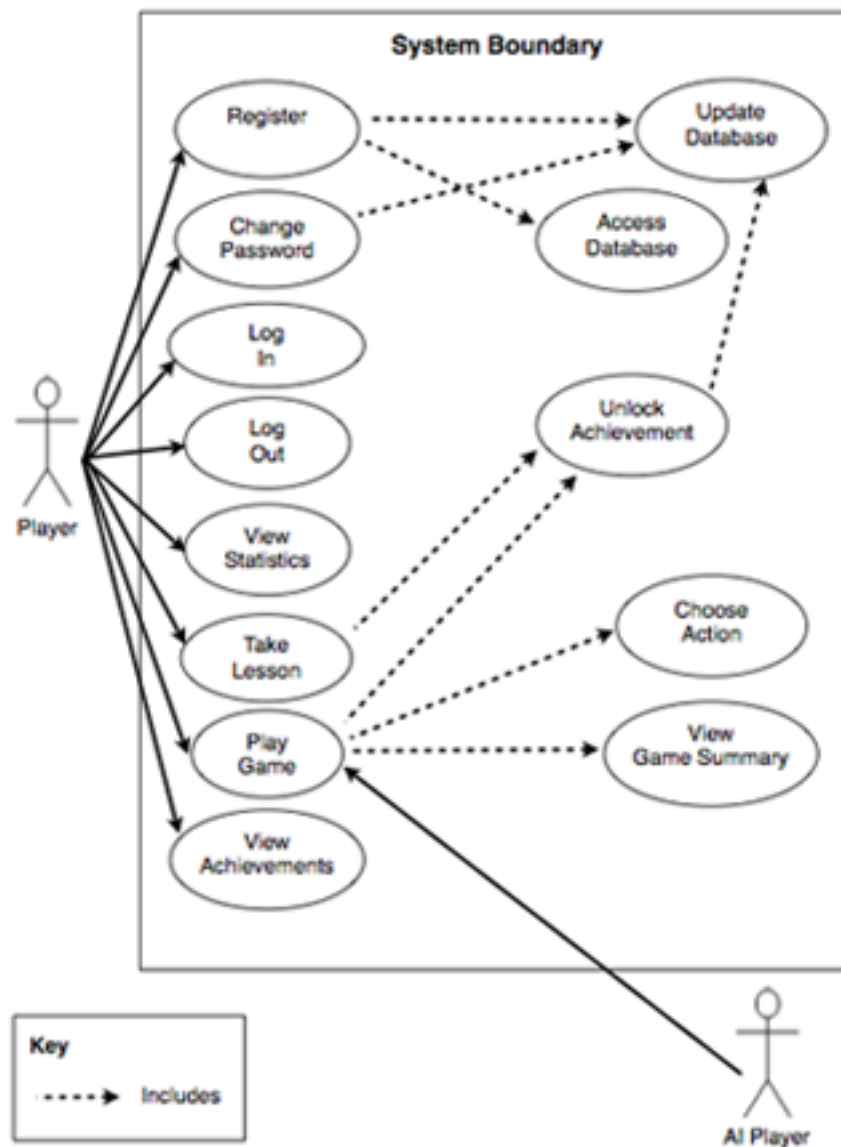 System Boundary
Register
Update
Database
Change
Password
Access
Database
Log
In
Unlock
Achievement
Log
Out
Player
View
Statistics
Choose
Action
Take
Lesson
View
Game Summary
Play
Game
View
Achievements
Key
Includes
AI Player